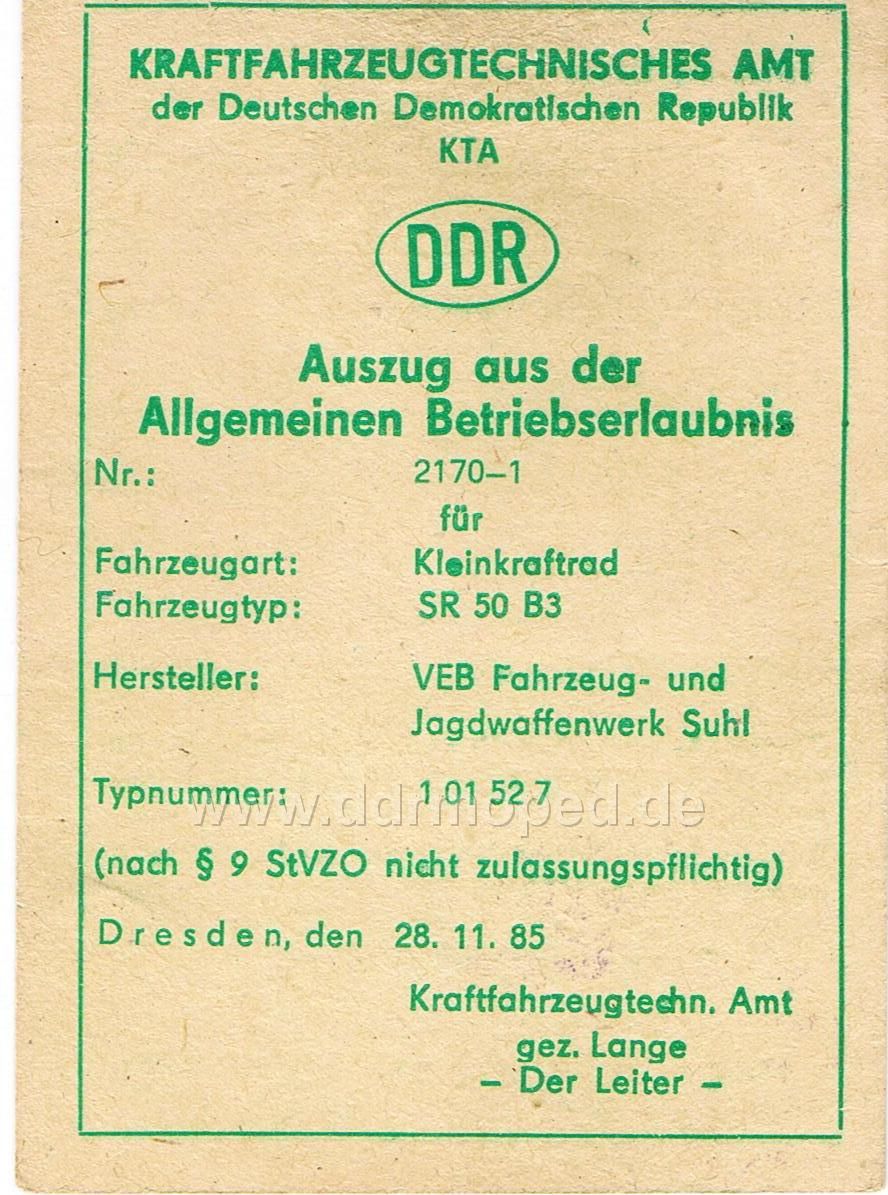 KRAFTFAHRZEUGTECHNISCHES AMT
der Deutschen Demokratischen Republik
KTA
DDR
Auszug aus der
Allgemeinen Betriebserlaubnis
Nr.: 2170–1
für
Fahrzeugart: Kleinkraftrad
Fahrzeugtyp: SR 50 B3
Hersteller: VEB Fahrzeug- und
Jagdwaffenwerk Suhl
Typnummer: 1 01 52 7
www.ddrmoped.de
(nach § 9 StVZO nicht zulassungspflichtig)
Dresden, den 28. 11. 85
Kraftfahrzeugtechn. Amt
gez. Lange
– Der Leiter –